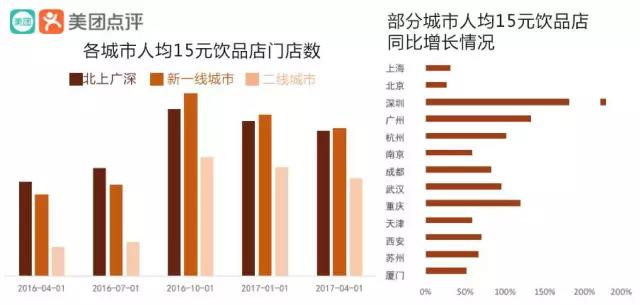 美团 美团点评
各城市人均15元饮品店门店数
北上广深 新一线城市 二线城市
2016-04-01 2016-07-01 2016-10-01 2017-01-01 2017-04-01
部分城市人均15元饮品店
同比增长情况
上海
北京
深圳
广州
杭州
南京
成都
武汉
重庆
天津
西安
苏州
厦门
0% 50% 100% 150% 200% 200%